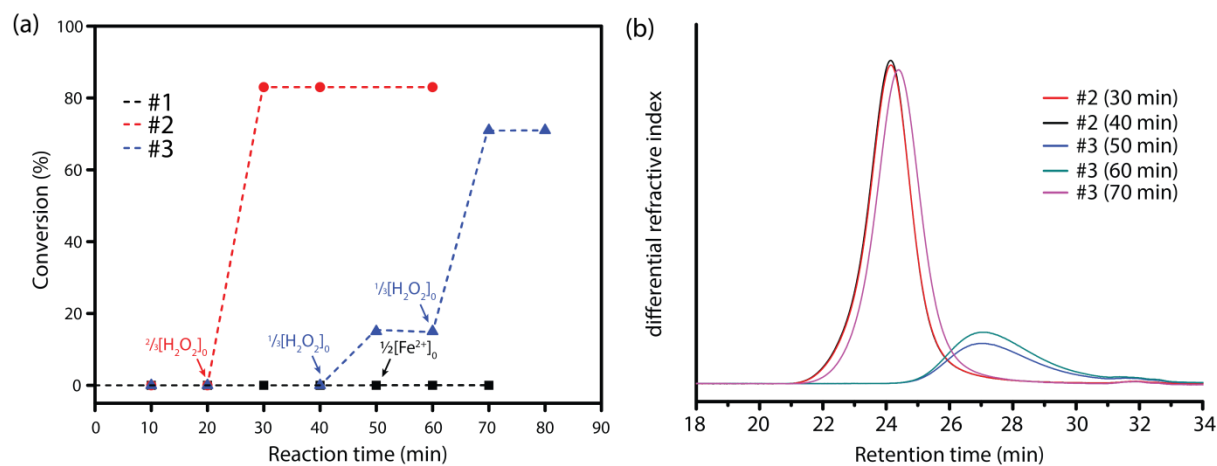 (a)
100
80
60
40
20
0
Conversion (%)
#1
#2
#3
²/₃[H₂O₂]₀
¹/₃[H₂O₂]₀
¹/₃[H₂O₂]₀
½[Fe²⁺]₀
0 10 20 30 40 50 60 70 80 90
Reaction time (min)
(b)
differential refractive index
#2 (30 min)
#2 (40 min)
#3 (50 min)
#3 (60 min)
#3 (70 min)
18 20 22 24 26 28 30 32 34
Retention time (min)